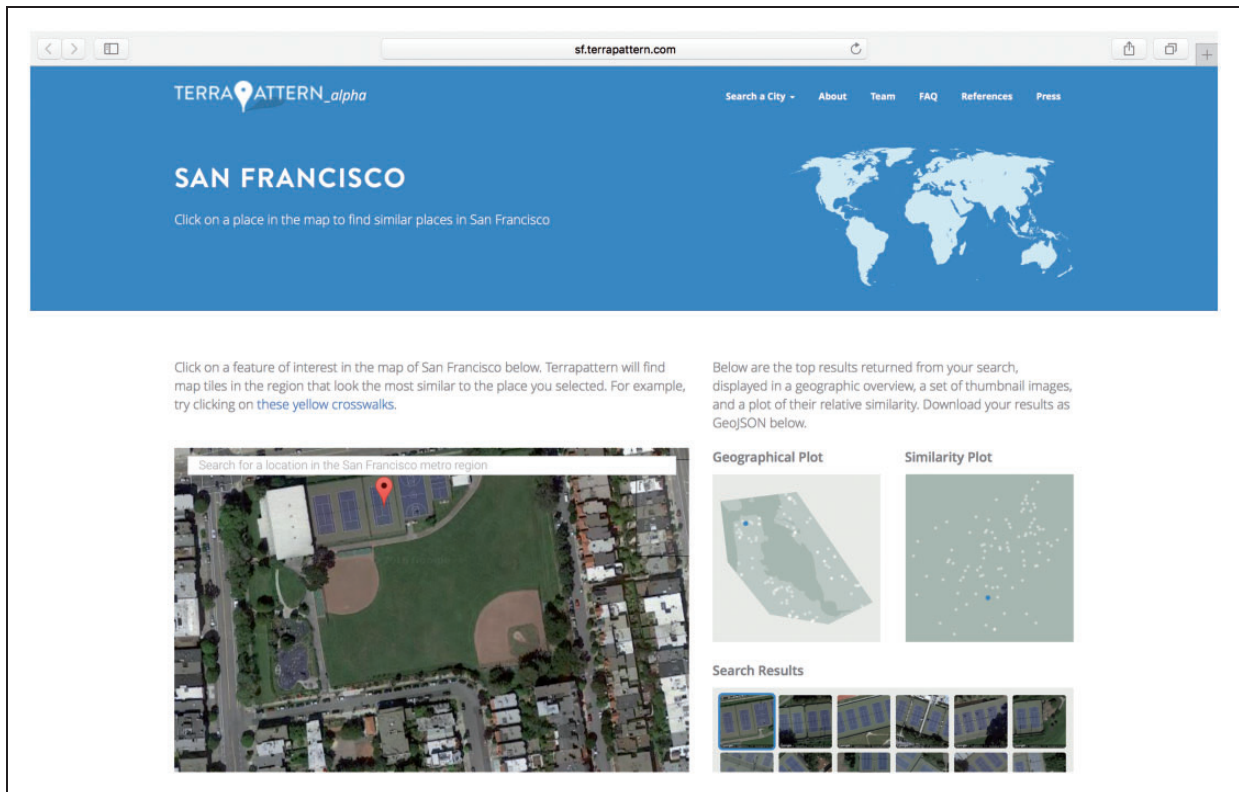 sf.terrapattern.com
TERRAPATTERN_alpha
Search a City
About
Team
FAQ
References
Press
SAN FRANCISCO
Click on a place in the map to find similar places in San Francisco
Click on a feature of interest in the map of San Francisco below. Terrapattern will find
map tiles in the region that look the most similar to the place you selected. For example,
try clicking on these yellow crosswalks.
Below are the top results returned from your search,
displayed in a geographic overview, a set of thumbnail images,
and a plot of their relative similarity. Download your results as
GeoJSON below.
Search for a location in the San Francisco metro region
Geographical Plot
Similarity Plot
Search Results